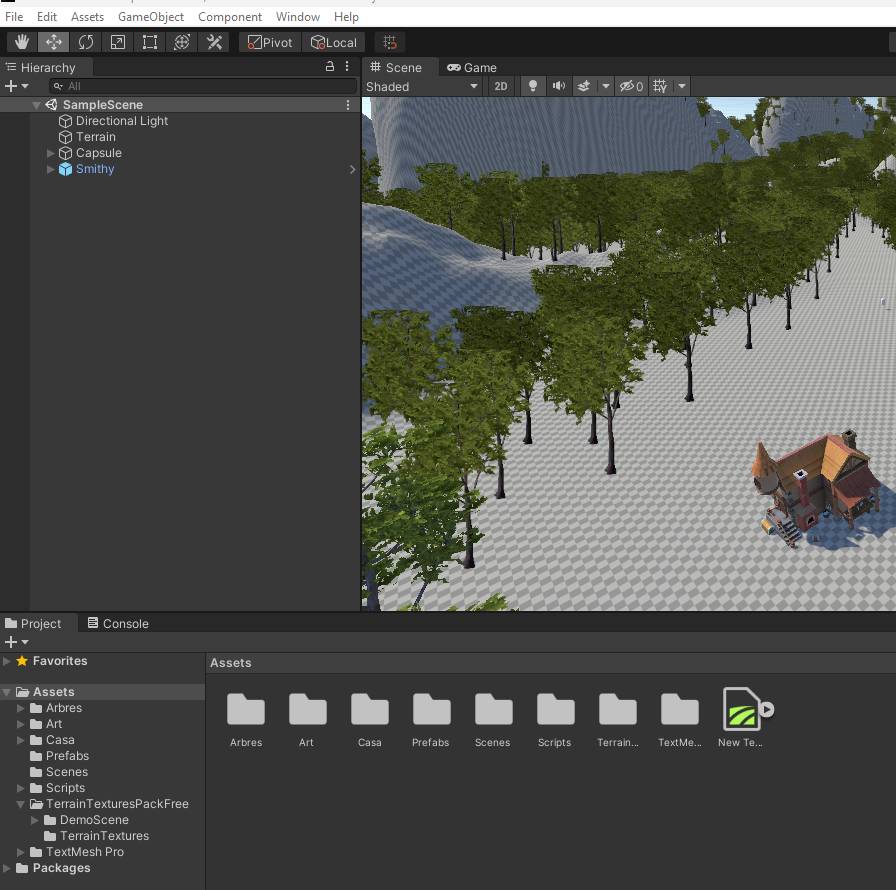 File Edit Assets GameObject Component Window Help
Pivot Local
Hierarchy
All
SampleScene
Directional Light
Terrain
Capsule
Smithy
Scene Game
Shaded 2D 0
Project Console
Favorites
Assets
Arbres
Art
Casa
Prefabs
Scenes
Scripts
TerrainTexturesPackFree
DemoScene
TerrainTextures
TextMesh Pro
Packages
Assets
Arbres Art Casa Prefabs Scenes Scripts Terrain... TextMe... New Te...